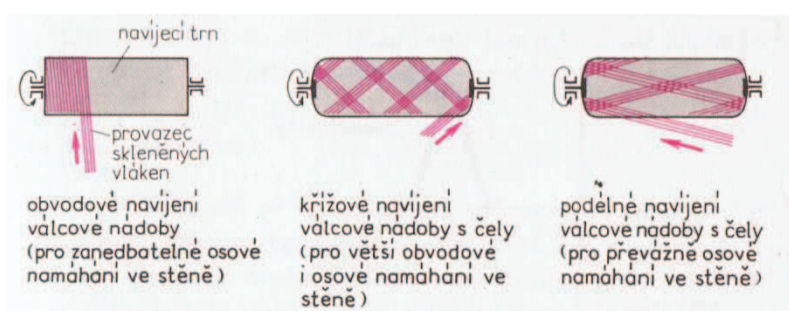 navíjecí trn
provazec
skleněných
vláken
obvodové navíjení
válcové nádoby
(pro zanedbatelné osové
namáhání ve stěně)
křížové navíjení
válcové nádoby s čely
(pro větší obvodové
i osové namáhání ve
stěně)
podélné navíjení
válcové nádoby s čely
(pro převážně osové
namáhání ve stěně)